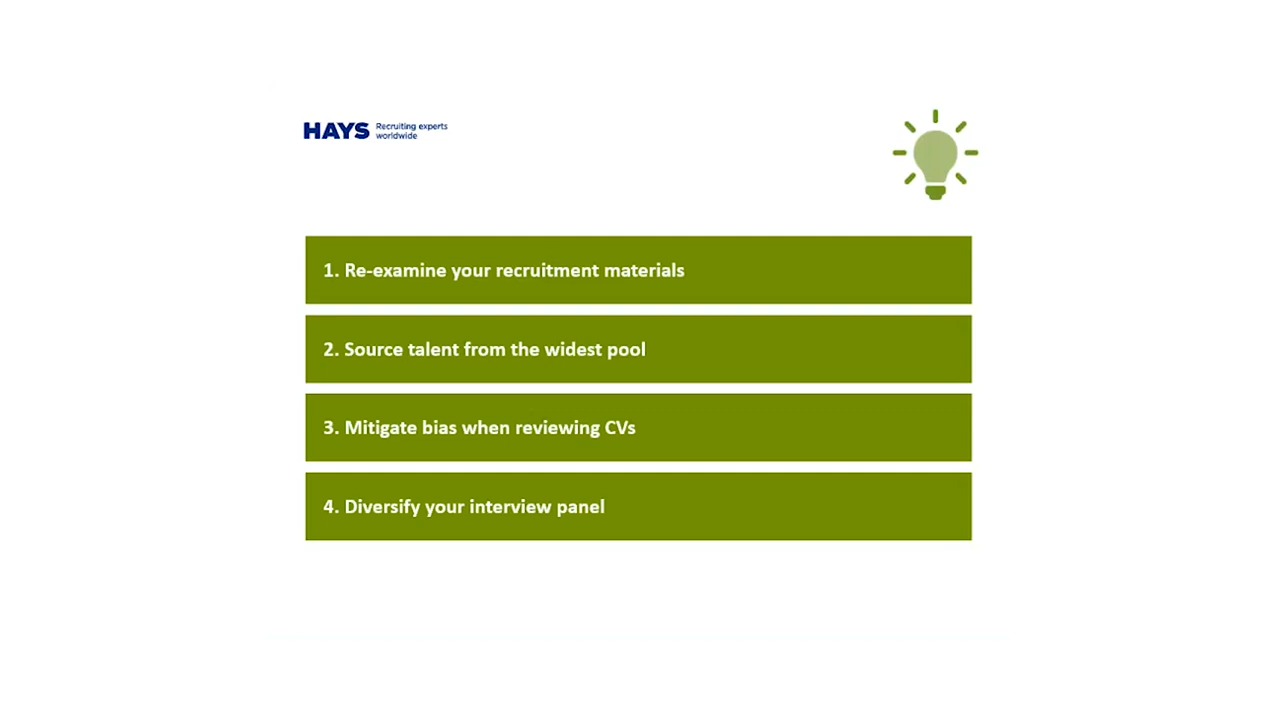 HAYS Recruiting experts
worldwide
1. Re-examine your recruitment materials
2. Source talent from the widest pool
3. Mitigate bias when reviewing CVs
4. Diversify your interview panel